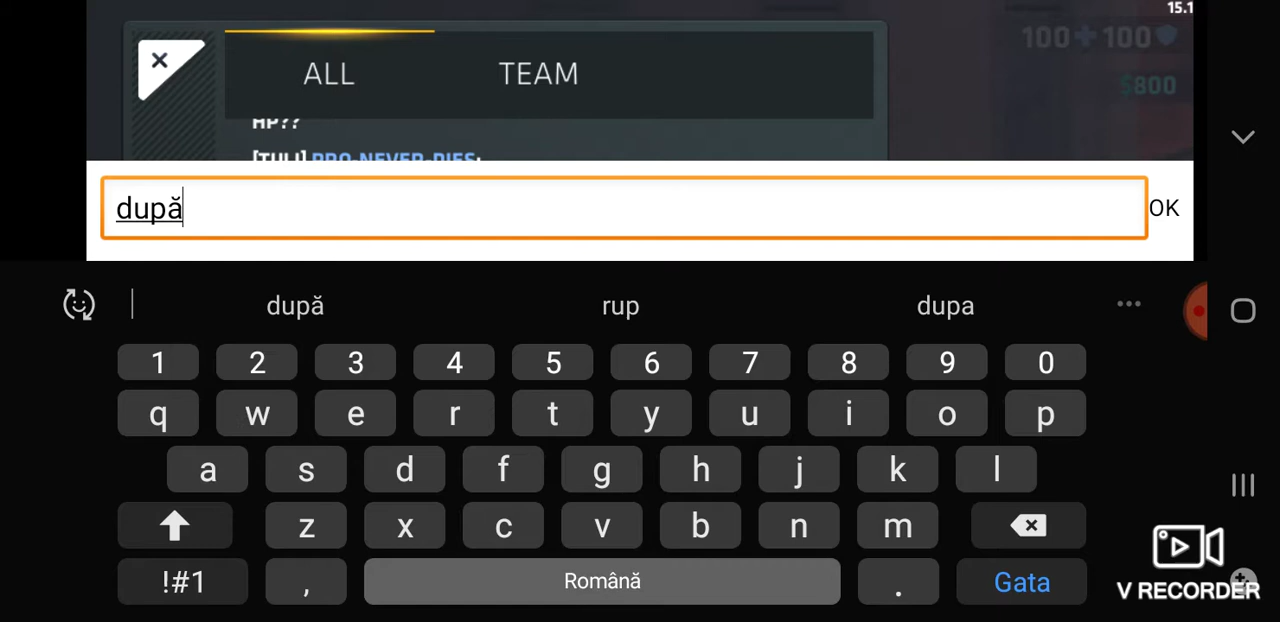 15.1
100 100
$800
ALL TEAM
HP??
[TULI] PRO-NEVER-DIES:
după OK
după rup dupa
1 2 3 4 5 6 7 8 9 0
q w e r t y u i o p
a s d f g h j k l
z x c v b n m
!#1 , Română . Gata
V RECORDER